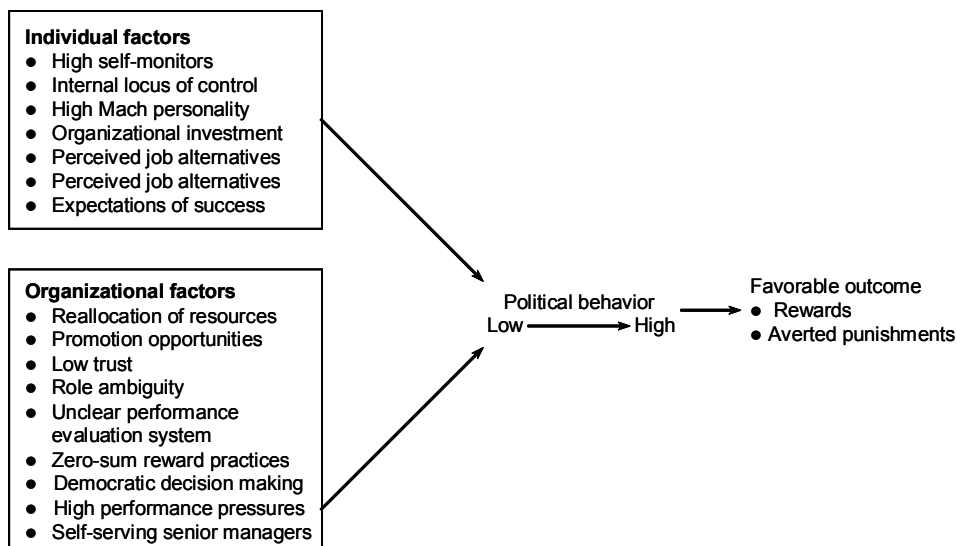 Individual factors
● High self-monitors
● Internal locus of control
● High Mach personality
● Organizational investment
● Perceived job alternatives
● Perceived job alternatives
● Expectations of success
Organizational factors
● Reallocation of resources
● Promotion opportunities
● Low trust
● Role ambiguity
● Unclear performance
evaluation system
● Zero-sum reward practices
● Democratic decision making
● High performance pressures
● Self-serving senior managers
Political behavior
Low High
Favorable outcome
● Rewards
● Averted punishments